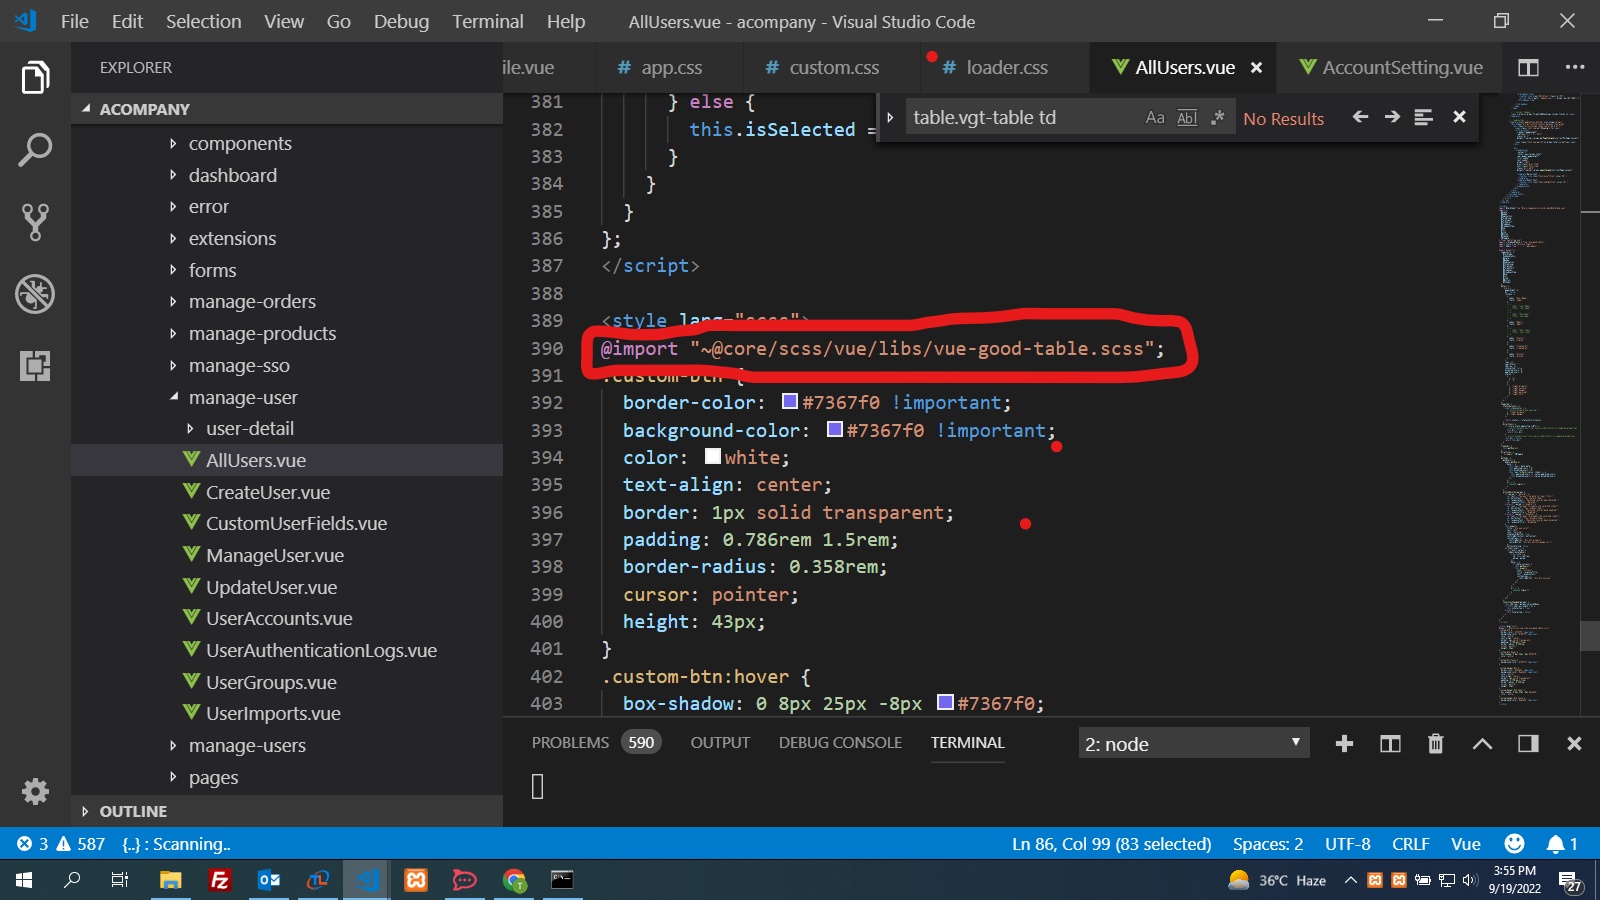 File Edit Selection View Go Debug Terminal Help AllUsers.vue - acompany - Visual Studio Code
EXPLORER
ile.vue # app.css # custom.css # loader.css AllUsers.vue × AccountSetting.vue ...
ACOMPANY
components
dashboard
error
extensions
forms
manage-orders
manage-products
manage-sso
manage-user
user-detail
AllUsers.vue
CreateUser.vue
CustomUserFields.vue
ManageUser.vue
UpdateUser.vue
UserAccounts.vue
UserAuthenticationLogs.vue
UserGroups.vue
UserImports.vue
manage-users
pages
OUTLINE
table.vgt-table td Aa Abl .* No Results
381 } else {
382 this.isSelected =
383 }
384 }
385 }
386 };
387 </script>
388
389 <style lang="scss">
390 @import "~@core/scss/vue/libs/vue-good-table.scss";
391 .custom-btn {
392 border-color: #7367f0 !important;
393 background-color: #7367f0 !important;
394 color: white;
395 text-align: center;
396 border: 1px solid transparent;
397 padding: 0.786rem 1.5rem;
398 border-radius: 0.358rem;
399 cursor: pointer;
400 height: 43px;
401 }
402 .custom-btn:hover {
403 box-shadow: 0 8px 25px -8px #7367f0;
PROBLEMS 590 OUTPUT DEBUG CONSOLE TERMINAL 2: node
3 587 {..} : Scanning.. Ln 86, Col 99 (83 selected) Spaces: 2 UTF-8 CRLF Vue 1
36°C Haze 3:55 PM
9/19/2022
27